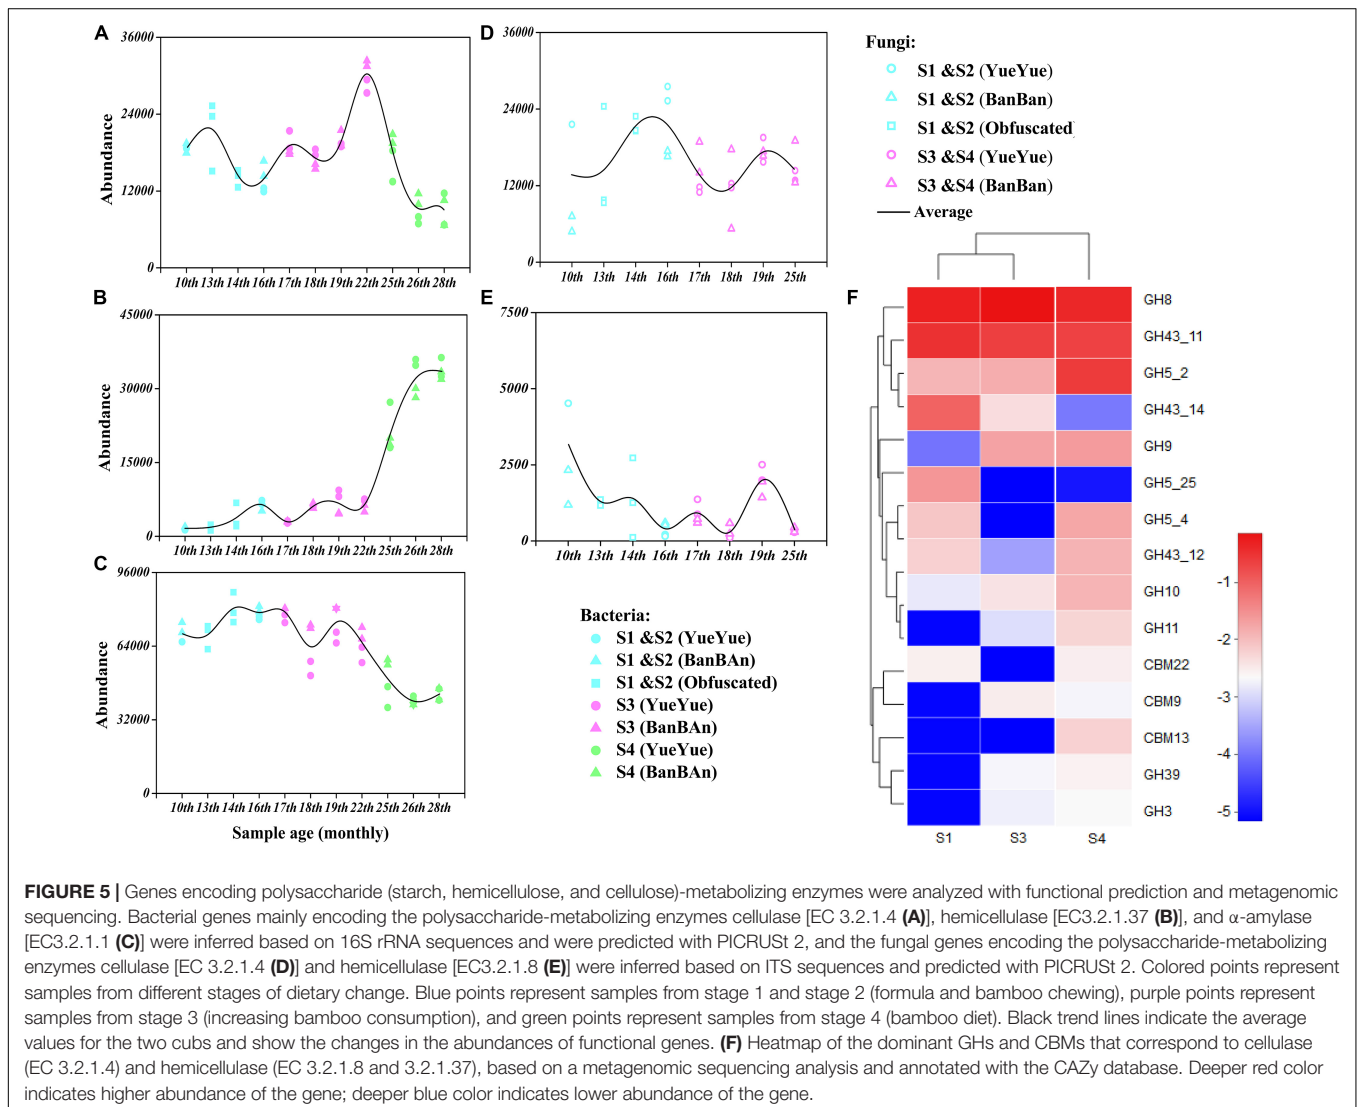 A
Abundance
36000
24000
12000
0
10th 13th 14th 16th 17th 18th 19th 22th 25th 26th 28th
B
Abundance
45000
30000
15000
0
10th 13th 14th 16th 17th 18th 19th 22th 25th 26th 28th
C
Abundance
96000
64000
32000
0
10th 13th 14th 16th 17th 18th 19th 22th 25th 26th 28th
Sample age (monthly)
D
36000
24000
12000
0
10th 13th 14th 16th 17th 18th 19th 25th
E
7500
5000
2500
0
10th 13th 14th 16th 17th 18th 19th 25th
Bacteria:
S1 &S2 (YueYue)
S1 &S2 (BanBAn)
S1 &S2 (Obfuscated)
S3 (YueYue)
S3 (BanBAn)
S4 (YueYue)
S4 (BanBAn)
Fungi:
S1 &S2 (YueYue)
S1 &S2 (BanBan)
S1 &S2 (Obfuscated)
S3 &S4 (YueYue)
S3 &S4 (BanBan)
Average
F
GH8
GH43_11
GH5_2
GH43_14
GH9
GH5_25
GH5_4
GH43_12
GH10
GH11
CBM22
CBM9
CBM13
GH39
GH3
S1 S3 S4
-1
-2
-3
-4
-5
FIGURE 5 | Genes encoding polysaccharide (starch, hemicellulose, and cellulose)-metabolizing enzymes were analyzed with functional prediction and metagenomic
sequencing. Bacterial genes mainly encoding the polysaccharide-metabolizing enzymes cellulase [EC 3.2.1.4 (A)], hemicellulase [EC3.2.1.37 (B)], and α-amylase
[EC3.2.1.1 (C)] were inferred based on 16S rRNA sequences and were predicted with PICRUSt 2, and the fungal genes encoding the polysaccharide-metabolizing
enzymes cellulase [EC 3.2.1.4 (D)] and hemicellulase [EC3.2.1.8 (E)] were inferred based on ITS sequences and predicted with PICRUSt 2. Colored points represent
samples from different stages of dietary change. Blue points represent samples from stage 1 and stage 2 (formula and bamboo chewing), purple points represent
samples from stage 3 (increasing bamboo consumption), and green points represent samples from stage 4 (bamboo diet). Black trend lines indicate the average
values for the two cubs and show the changes in the abundances of functional genes. (F) Heatmap of the dominant GHs and CBMs that correspond to cellulase
(EC 3.2.1.4) and hemicellulase (EC 3.2.1.8 and 3.2.1.37), based on a metagenomic sequencing analysis and annotated with the CAZy database. Deeper red color
indicates higher abundance of the gene; deeper blue color indicates lower abundance of the gene.